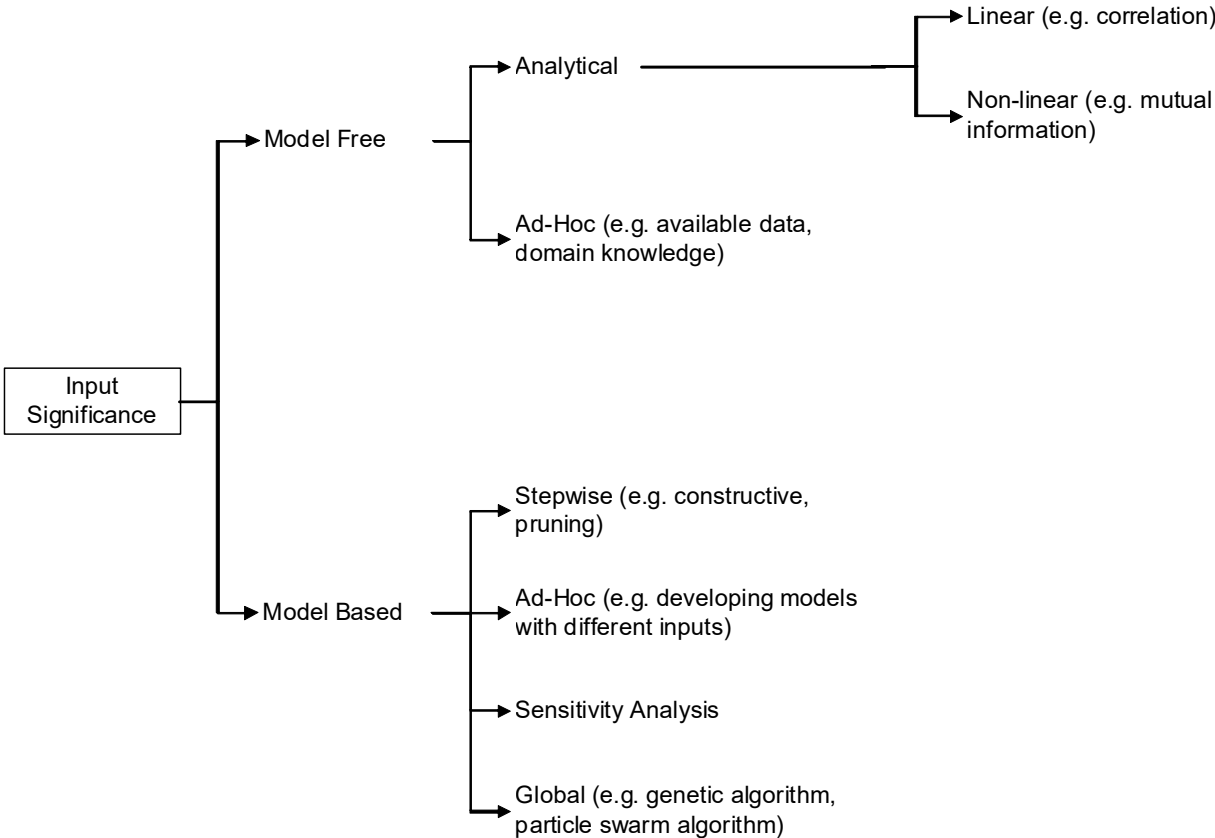 Linear (e.g. correlation)
Analytical
Non-linear (e.g. mutual
information)
Model Free
Ad-Hoc (e.g. available data,
domain knowledge)
Input
Significance
Stepwise (e.g. constructive,
pruning)
Model Based
Ad-Hoc (e.g. developing models
with different inputs)
Sensitivity Analysis
Global (e.g. genetic algorithm,
particle swarm algorithm)